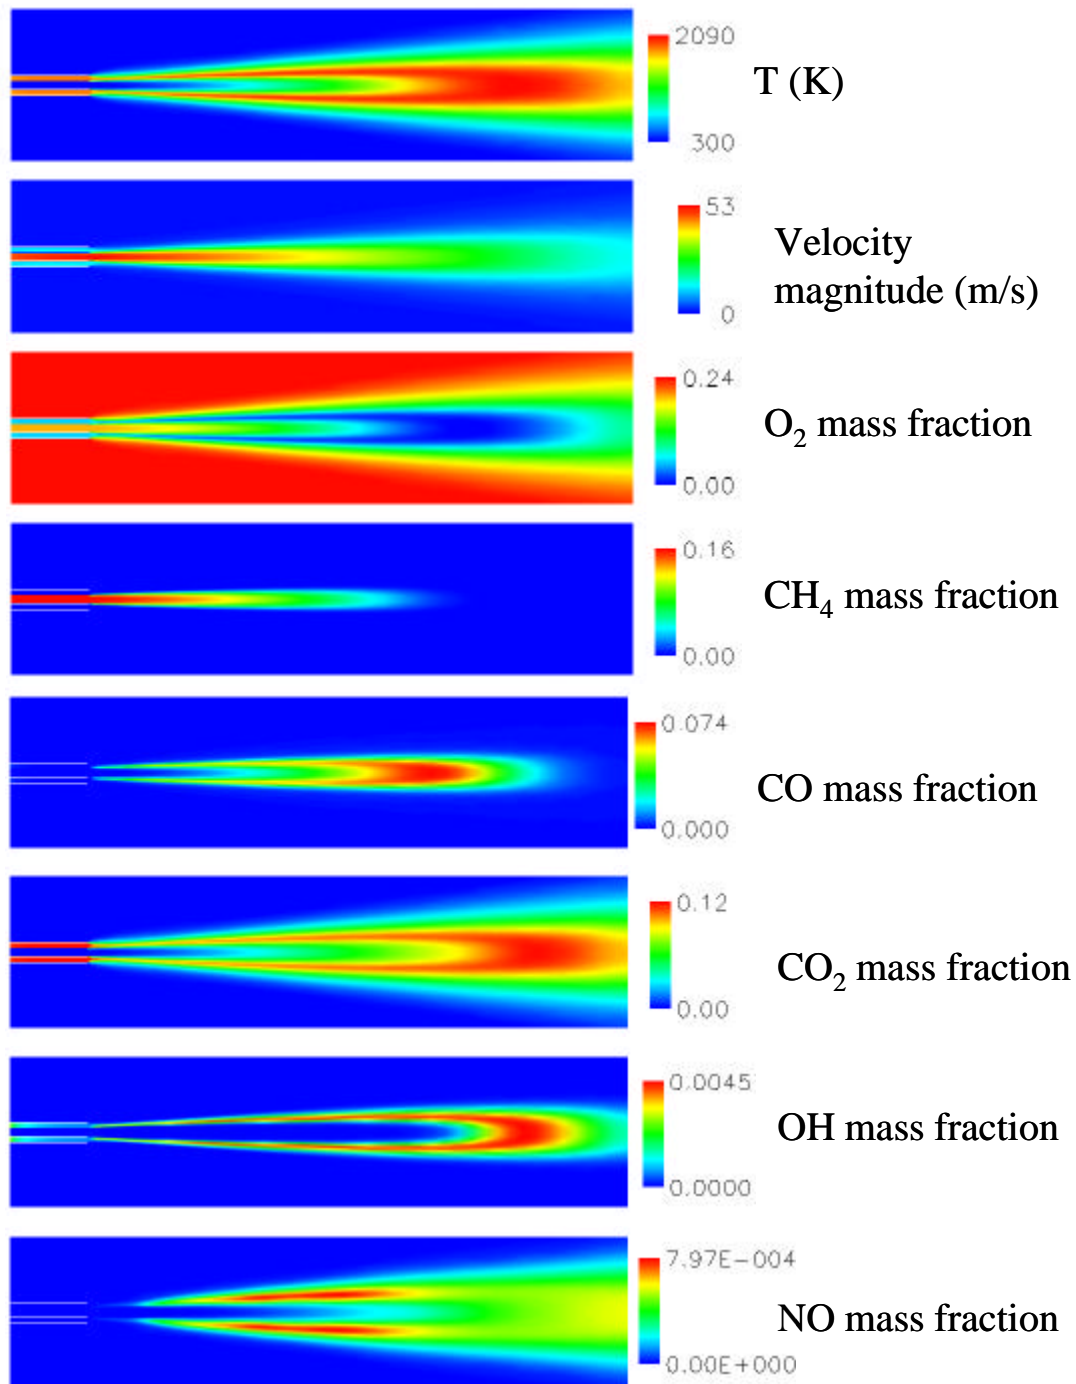 2090
T (K)
300
53
Velocity
magnitude (m/s)
0
0.24
O₂ mass fraction
0.00
0.16
CH₄ mass fraction
0.00
0.074
CO mass fraction
0.000
0.12
CO₂ mass fraction
0.00
0.0045
OH mass fraction
0.0000
7.97E-004
NO mass fraction
0.00E+000